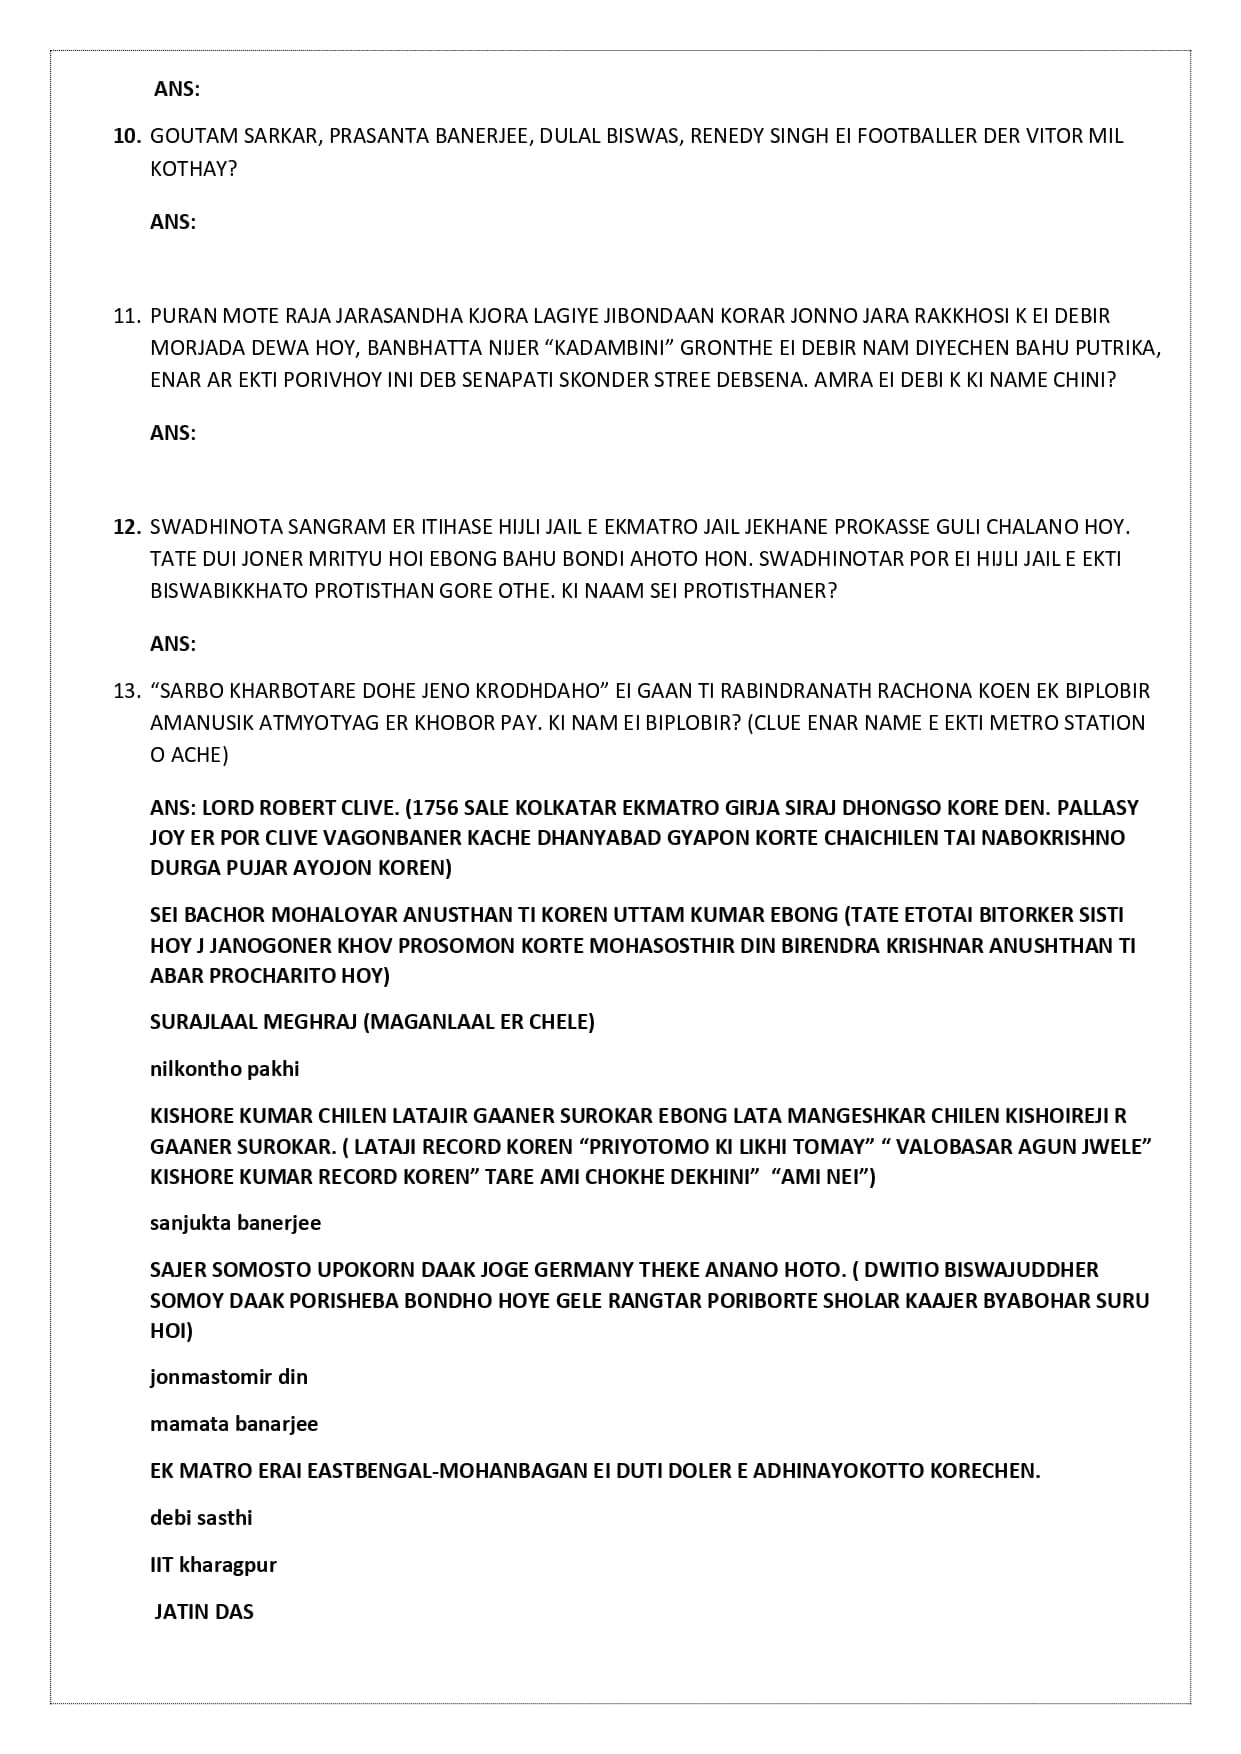 ANS:
10. GOUTAM SARKAR, PRASANTA BANERJEE, DULAL BISWAS, RENEDY SINGH EI FOOTBALLER DER VITOR MIL
KOTHAY?
ANS:
11. PURAN MOTE RAJA JARASANDHA KJORA LAGIYE JIBONDAAN KORAR JONNO JARA RAKKHOSI K EI DEBIR
MORJADA DEWA HOY, BANBHATTA NIJER “KADAMBINI” GRONTHE EI DEBIR NAM DIYECHEN BAHU PUTRIKA,
ENAR AR EKTI PORIVHOY INI DEB SENAPATI SKONDER STREE DEBSENA. AMRA EI DEBI K KI NAME CHINI?
ANS:
12. SWADHINOTA SANGRAM ER ITIHASE HIJLI JAIL E EKMATRO JAIL JEKHANE PROKASSE GULI CHALANO HOY.
TATE DUI JONER MRITYU HOI EBONG BAHU BONDI AHOTO HON. SWADHINOTAR POR EI HIJLI JAIL E EKTI
BISWABIKKHATO PROTISTHAN GORE OTHE. KI NAAM SEI PROTISTHANER?
ANS:
13. “SARBO KHARBOTARE DOHE JENO KRODHDAHO” EI GAAN TI RABINDRANATH RACHONA KOEN EK BIPLOBIR
AMANUSIK ATMYOTYAG ER KHOBOR PAY. KI NAM EI BIPLOBIR? (CLUE ENAR NAME E EKTI METRO STATION
O ACHE)
ANS: LORD ROBERT CLIVE. (1756 SALE KOLKATAR EKMATRO GIRJA SIRAJ DHONGSO KORE DEN. PALLASY
JOY ER POR CLIVE VAGONBANER KACHE DHANYABAD GYAPON KORTE CHAICHILEN TAI NABOKRISHNO
DURGA PUJAR AYOJON KOREN)
SEI BACHOR MOHALOYAR ANUSTHAN TI KOREN UTTAM KUMAR EBONG (TATE ETOTAI BITORKER SISTI
HOY J JANOGONER KHOV PROSOMON KORTE MOHASOSTHIR DIN BIRENDRA KRISHNAR ANUSHTHAN TI
ABAR PROCHARITO HOY)
SURAJLAAL MEGHRAJ (MAGANLAAL ER CHELE)
nilkontho pakhi
KISHORE KUMAR CHILEN LATAJIR GAANER SUROKAR EBONG LATA MANGESHKAR CHILEN KISHOIREJI R
GAANER SUROKAR. ( LATAJI RECORD KOREN “PRIYOTOMO KI LIKHI TOMAY” “ VALOBASAR AGUN JWELE”
KISHORE KUMAR RECORD KOREN” TARE AMI CHOKHE DEKHINI”  “AMI NEI”)
sanjukta banerjee
SAJER SOMOSTO UPOKORN DAAK JOGE GERMANY THEKE ANANO HOTO. ( DWITIO BISWAJUDDHER
SOMOY DAAK PORISHEBA BONDHO HOYE GELE RANGTAR PORIBORTE SHOLAR KAAJER BYABOHAR SURU
HOI)
jonmastomir din
mamata banarjee
EK MATRO ERAI EASTBENGAL-MOHANBAGAN EI DUTI DOLER E ADHINAYOKOTTO KORECHEN.
debi sasthi
IIT kharagpur
JATIN DAS